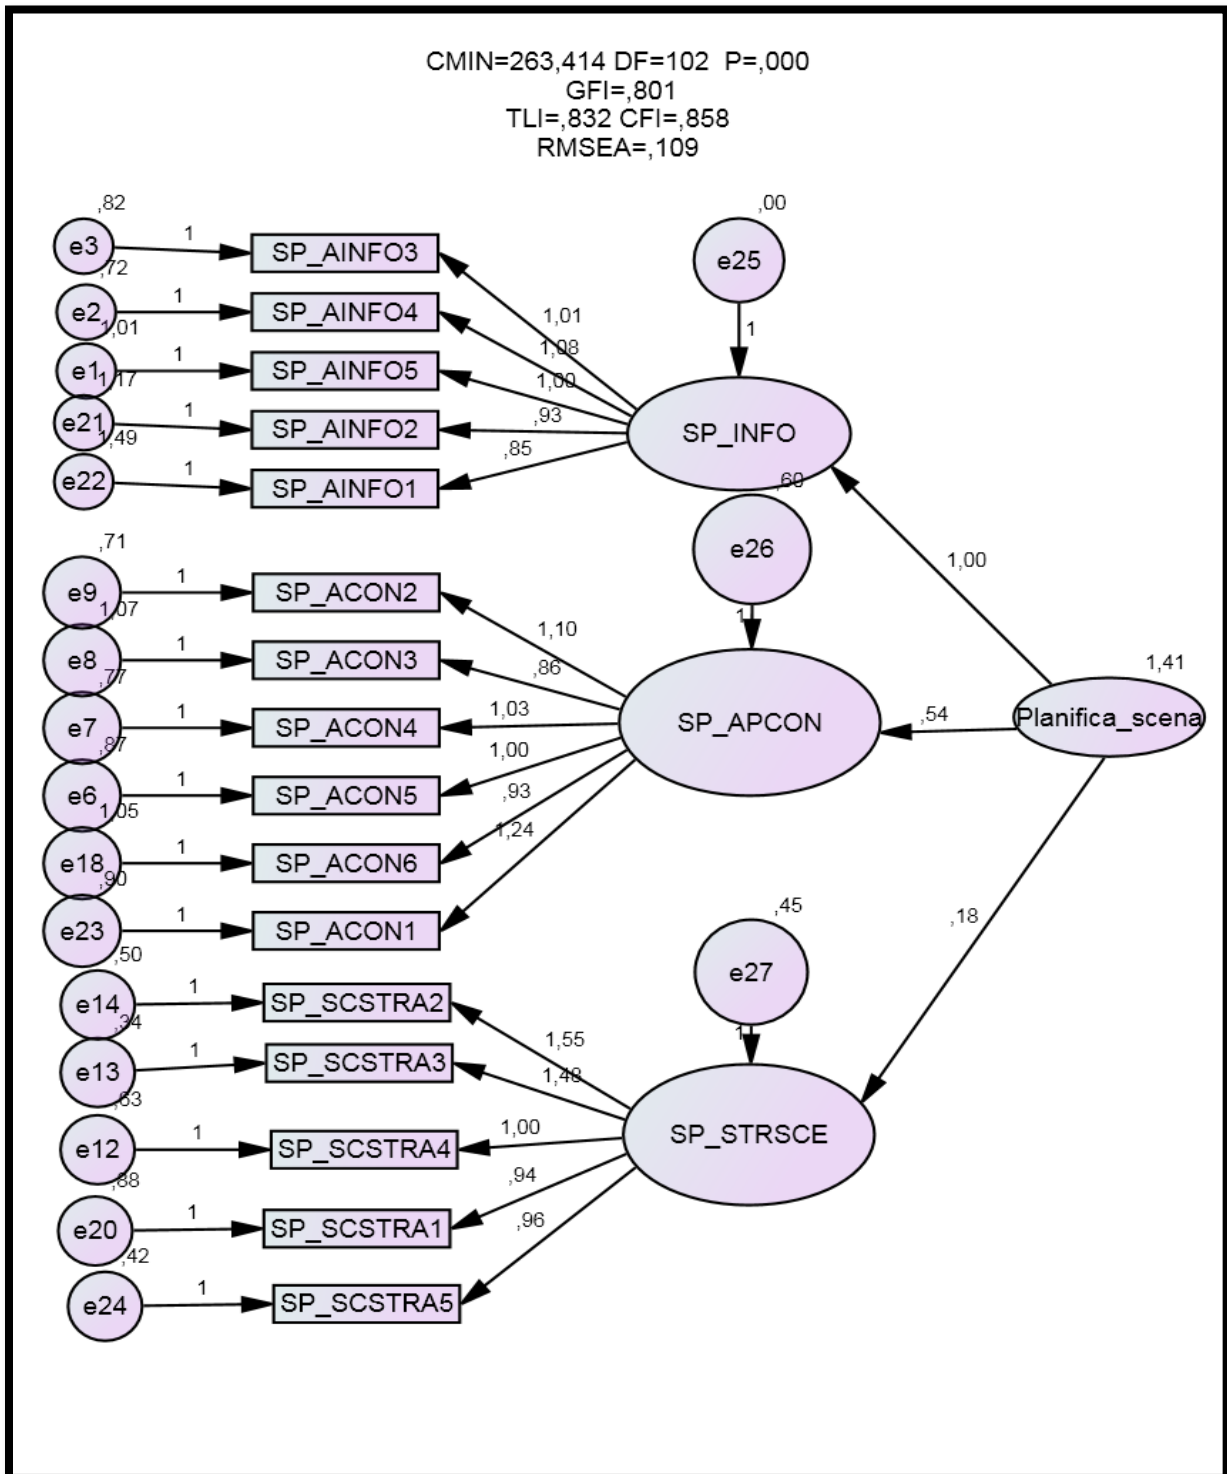 CMIN=263,414 DF=102 P=,000
GFI=,801
TLI=,832 CFI=,858
RMSEA=,109
,82
e3
1
SP_AINFO3
,72
e2
1
SP_AINFO4
1,01
e1
1
SP_AINFO5
1,17
e21
1
SP_AINFO2
1,49
e22
1
SP_AINFO1
1,01
1,08
1,00
,93
,85
,00
e25
1
SP_INFO
,60
e26
1
SP_APCON
1,00
,54
,18
1,41
Planifica_scena
,71
e9
1
SP_ACON2
1,07
e8
1
SP_ACON3
,77
e7
1
SP_ACON4
,87
e6
1
SP_ACON5
1,05
e18
1
SP_ACON6
,90
e23
1
SP_ACON1
1,10
,86
1,03
1,00
,93
1,24
,50
e14
1
SP_SCSTRA2
,34
e13
1
SP_SCSTRA3
,63
e12
1
SP_SCSTRA4
,88
e20
1
SP_SCSTRA1
,42
e24
1
SP_SCSTRA5
1,55
1,48
1,00
,94
,96
,45
e27
1
SP_STRSCE